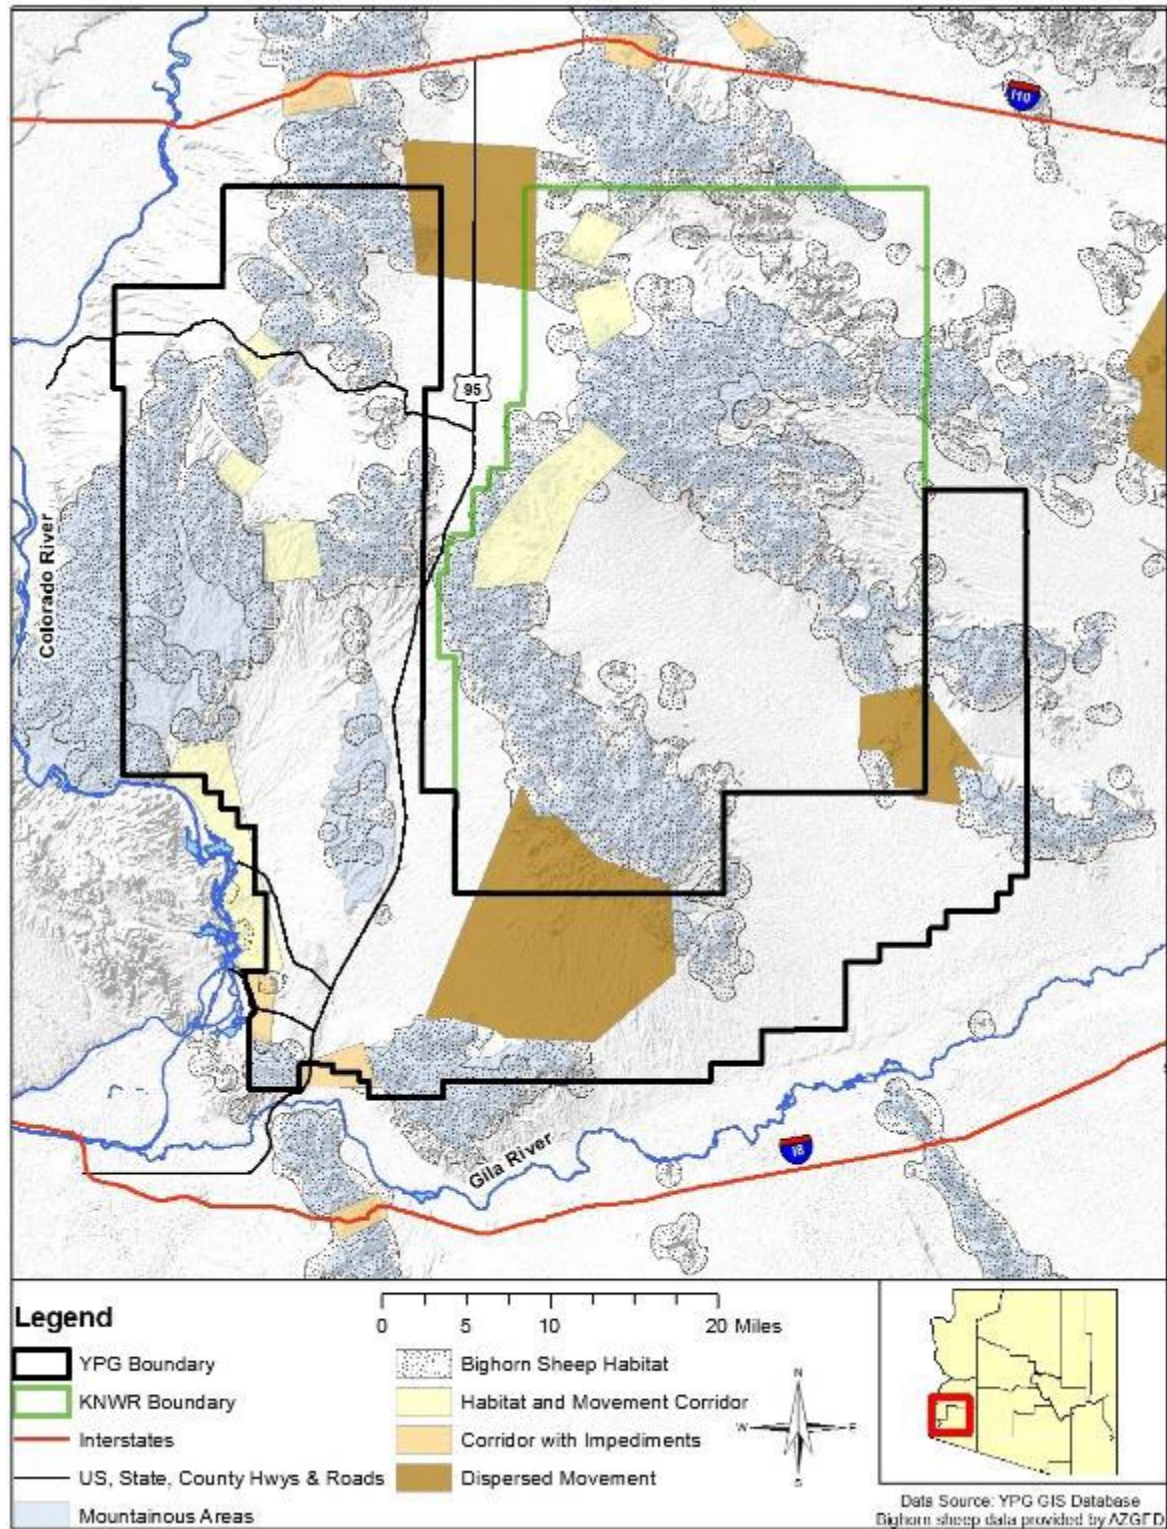 I10
95
Colorado River
Gila River
I8
Legend
0 5 10 20 Miles
YPG Boundary
KNWR Boundary
Interstates
US, State, County Hwys & Roads
Mountainous Areas
Bighorn Sheep Habitat
Habitat and Movement Corridor
Corridor with Impediments
Dispersed Movement
N
W E
S
Data Source: YPG GIS Database
Bighorn sheep data provided by AZGFD